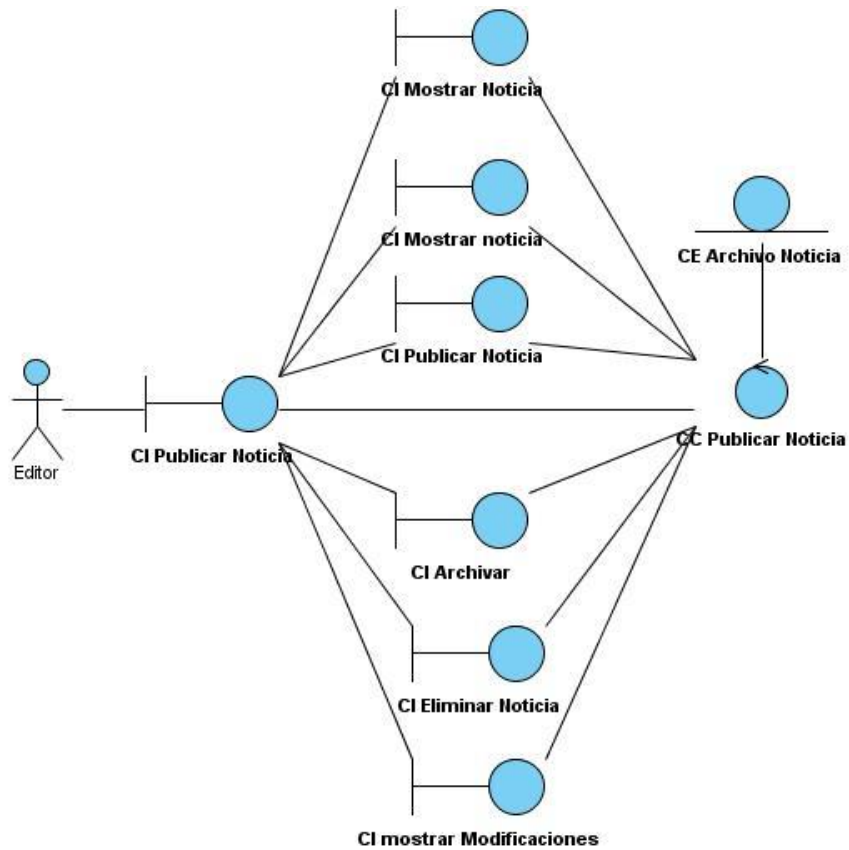 CI Mostrar Noticia
CI Mostrar noticia
CE Archivo Noticia
CI Publicar Noticia
CI Publicar Noticia
CC Publicar Noticia
Editor
CI Archivar
CI Eliminar Noticia
CI mostrar Modificaciones